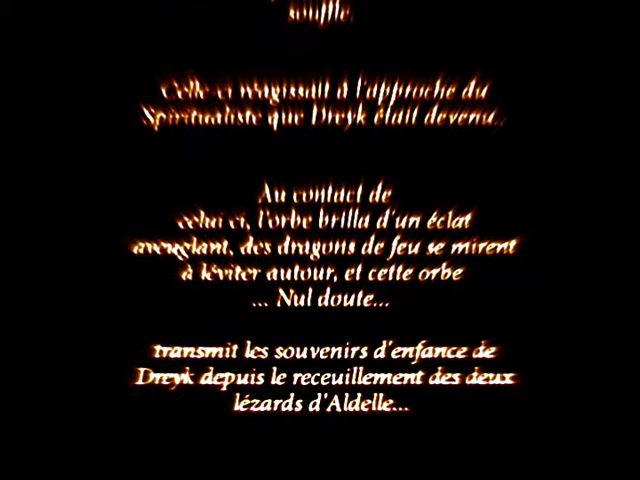 souffle.
Celle-ci réagissait à l'approche du
Spiritualiste que Dreyk était devenu..
Au contact de
celui ci, l'orbe brilla d'un éclat
aveuglant, des dragons de feu se mirent
à léviter autour, et cette orbe
... Nul doute...
transmit les souvenirs d'enfance de
Dreyk depuis le receuillement des deux
lézards d'Aldelle...